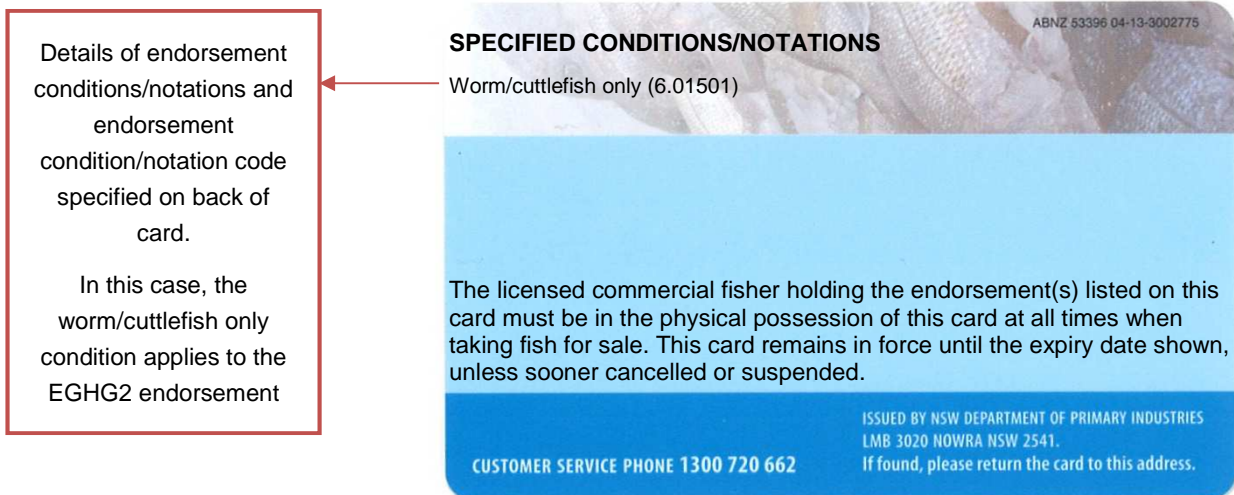 Details of endorsement
conditions/notations and
endorsement
condition/notation code
specified on back of
card.
In this case, the
worm/cuttlefish only
condition applies to the
EGHG2 endorsement
ABNZ 53396 04-13-3002775
SPECIFIED CONDITIONS/NOTATIONS
Worm/cuttlefish only (6.01501)
The licensed commercial fisher holding the endorsement(s) listed on this
card must be in the physical possession of this card at all times when
taking fish for sale. This card remains in force until the expiry date shown,
unless sooner cancelled or suspended.
CUSTOMER SERVICE PHONE 1300 720 662
ISSUED BY NSW DEPARTMENT OF PRIMARY INDUSTRIES
LMB 3020 NOWRA NSW 2541.
If found, please return the card to this address.